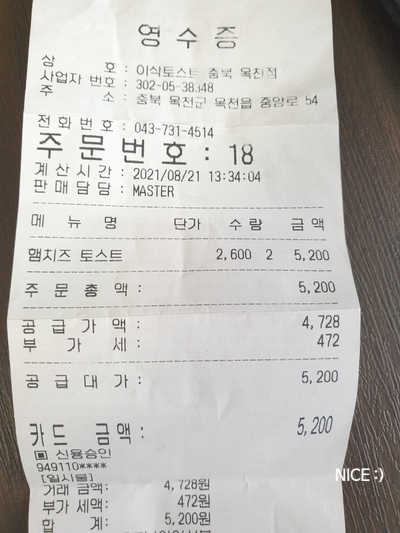 영 수 증
상 호 : 이삭토스트 충북 옥천점
사업자 번호 : 302-05-38348
주 소 : 충북 옥천군 옥천읍 중앙로 54
전 화 번 호 : 043-731-4514
주 문 번 호 : 18
계 산 시 간 : 2021/08/21 13:34:04
판 매 담 당 : MASTER
메 뉴 명 단가 수 량 금 액
햄치즈 토스트 2,600 2 5,200
주 문 총 액 : 5,200
공 급 가 액 : 4,728
부 가 세 : 472
공 급 대 가 : 5,200
카 드 금 액 : 5,200
▣ 신용승인
949110****
[일시불]
거래 금액: 4,728원
부가 세액: 472원
합 계: 5,200원
NICE :)